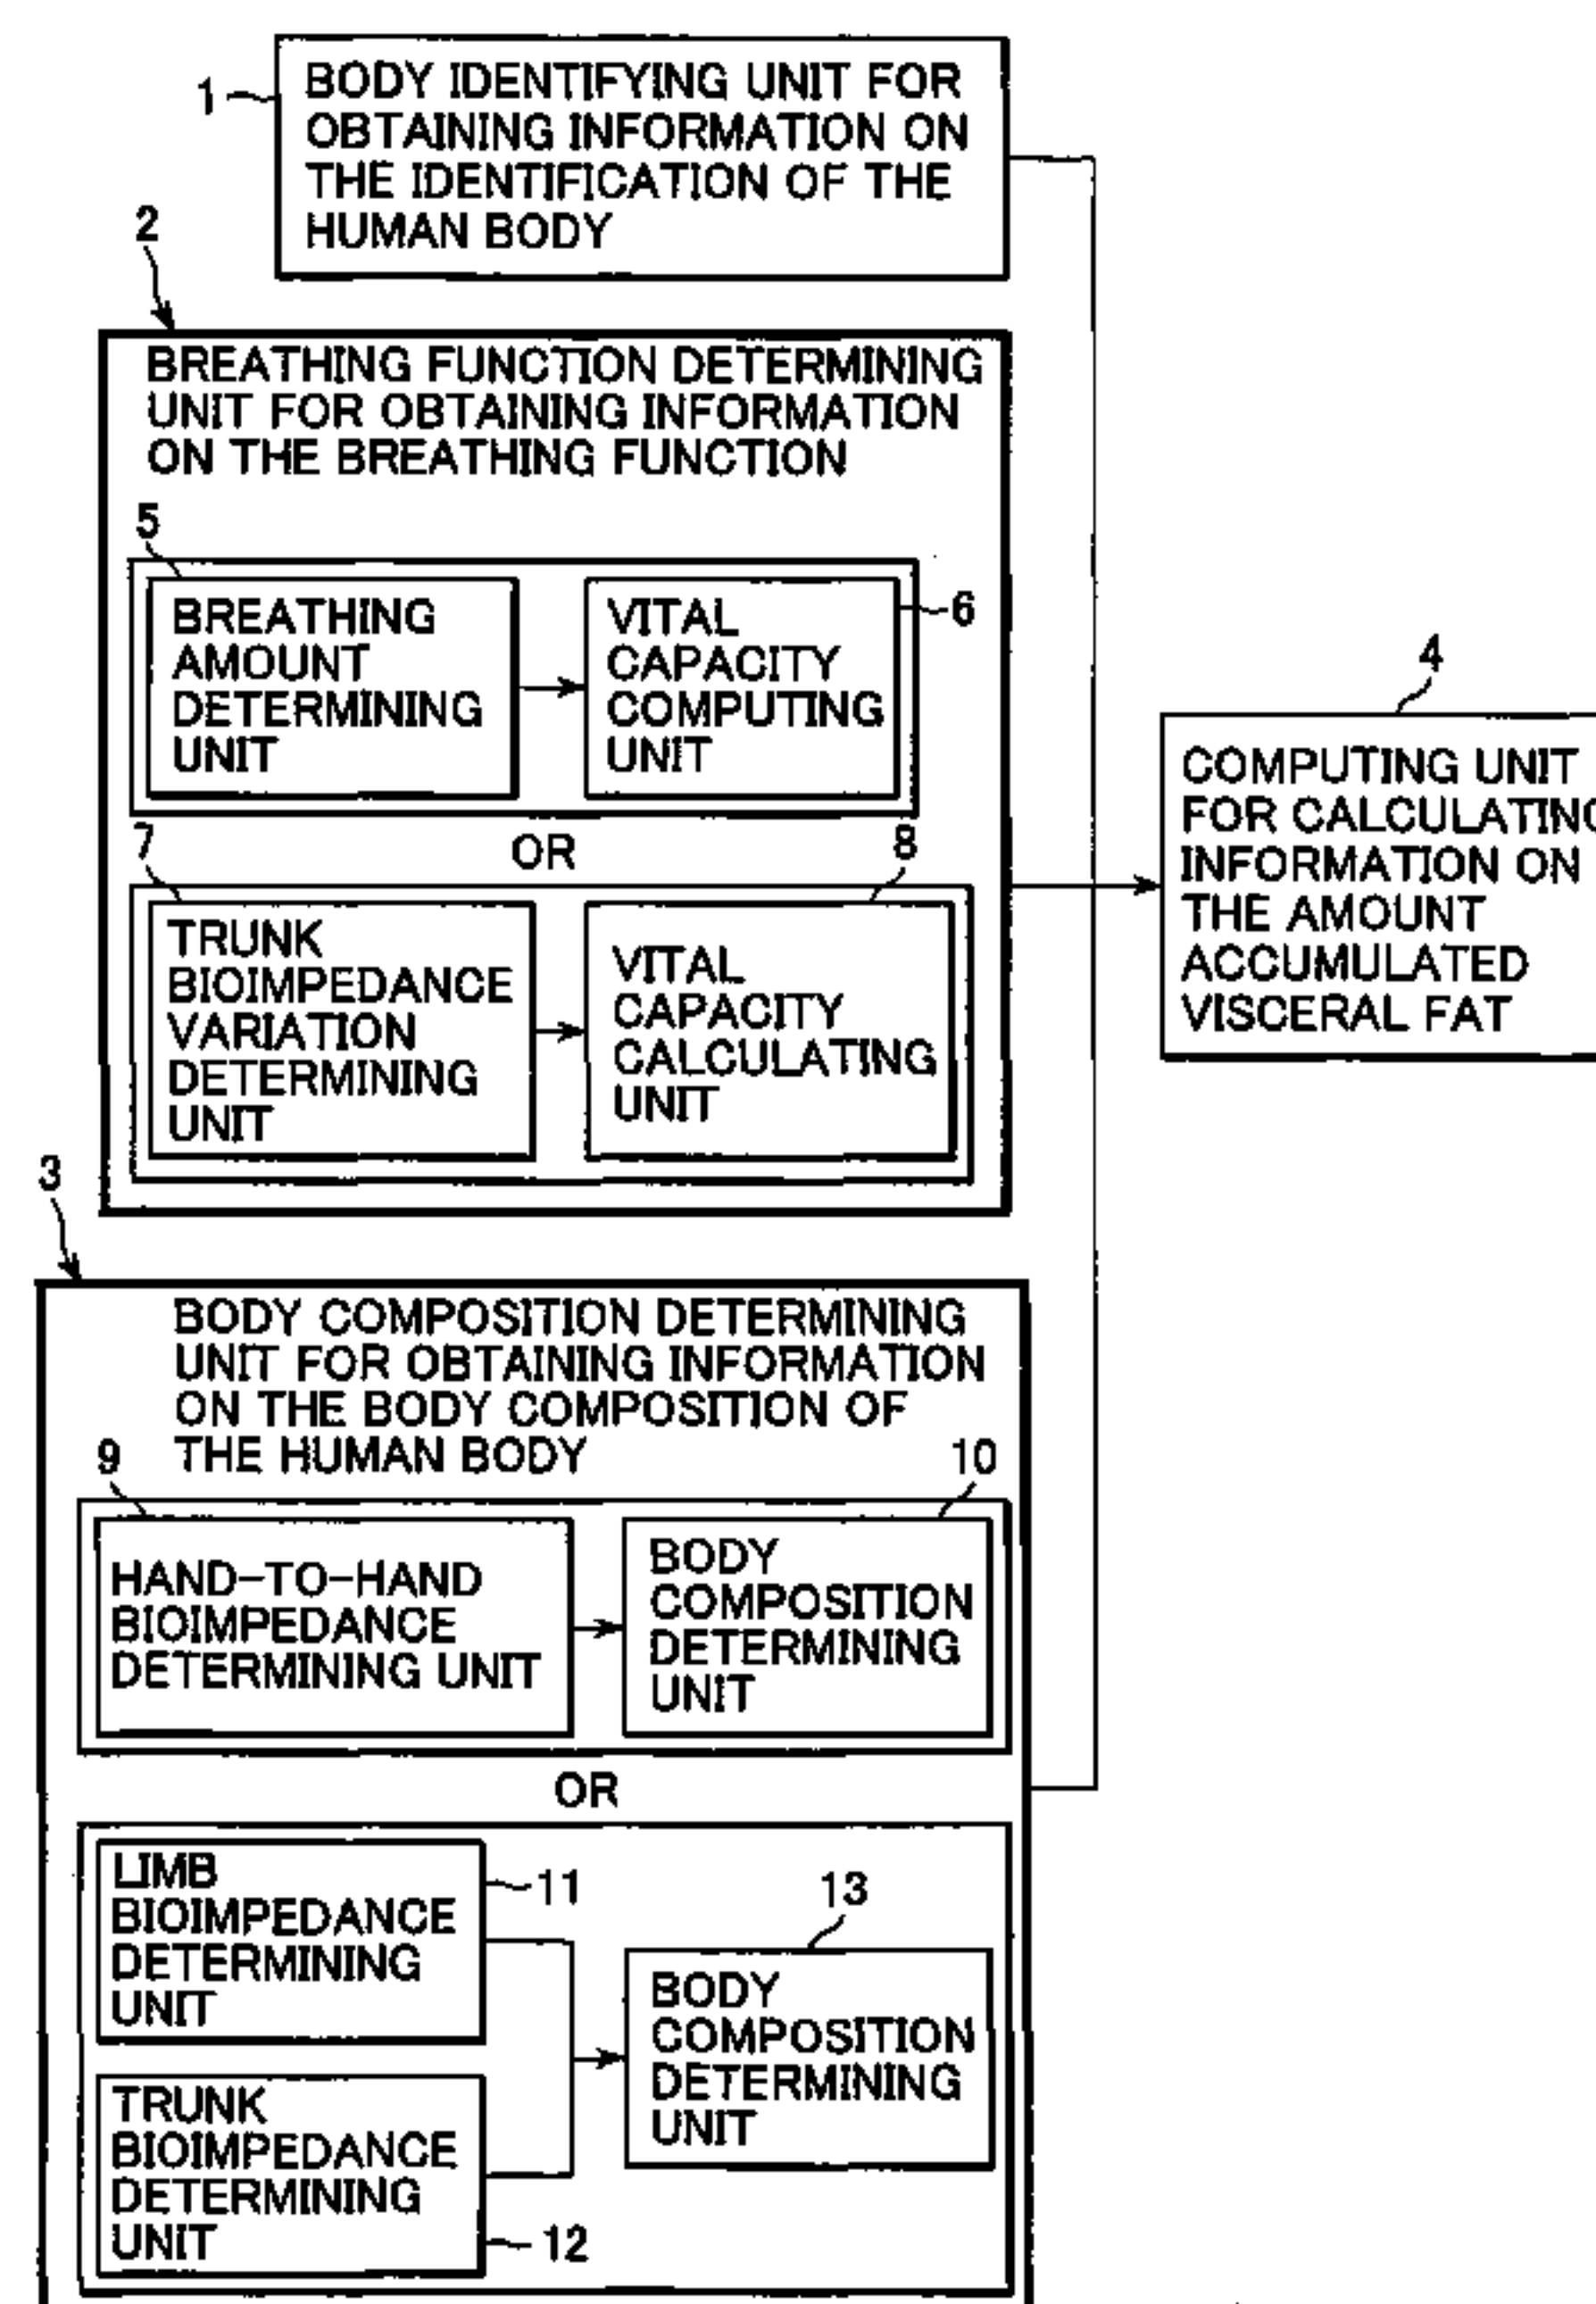 1
BODY IDENTIFYING UNIT FOR
OBTAINING INFORMATION ON
THE IDENTIFICATION OF THE
HUMAN BODY
2
BREATHING FUNCTION DETERMINING
UNIT FOR OBTAINING INFORMATION
ON THE BREATHING FUNCTION
5
BREATHING
AMOUNT
DETERMINING
UNIT
VITAL
CAPACITY
COMPUTING
UNIT
6
OR
7
TRUNK
BIOIMPEDANCE
VARIATION
DETERMINING
UNIT
8
VITAL
CAPACITY
CALCULATING
UNIT
4
COMPUTING UNIT
FOR CALCULATING
INFORMATION ON
THE AMOUNT
ACCUMULATED
VISCERAL FAT
3
BODY COMPOSITION DETERMINING
UNIT FOR OBTAINING INFORMATION
ON THE BODY COMPOSITION OF
THE HUMAN BODY
9
HAND-TO-HAND
BIOIMPEDANCE
DETERMINING UNIT
10
BODY
COMPOSITION
DETERMINING
UNIT
OR
LIMB
BIOIMPEDANCE
DETERMINING
UNIT
11
TRUNK
BIOIMPEDANCE
DETERMINING
UNIT
12
13
BODY
COMPOSITION
DETERMINING
UNIT